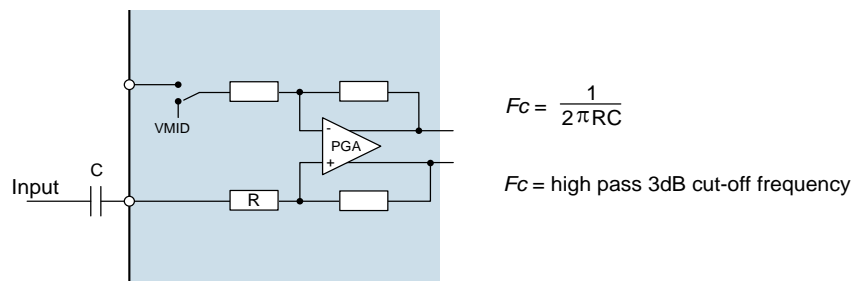 VMID
-
PGA
+
C
Input
R
Fc = 1 / 2πRC
Fc = high pass 3dB cut-off frequency